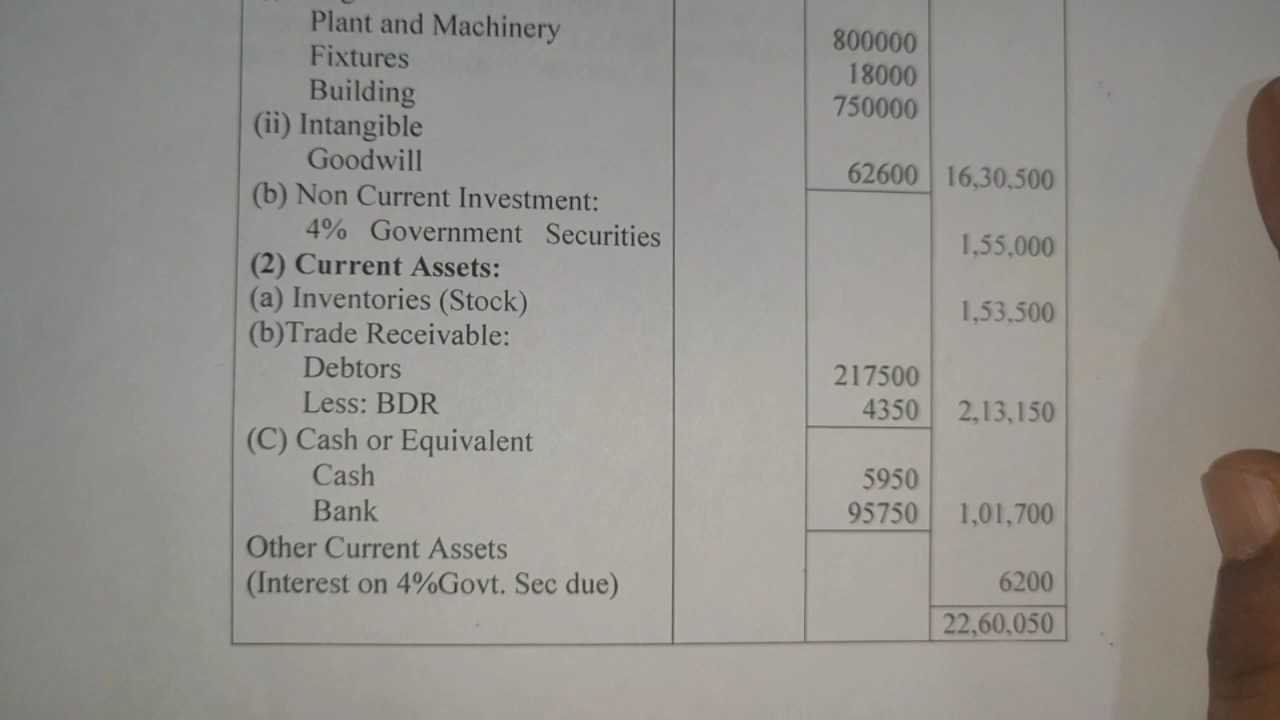 Plant and Machinery 800000
Fixtures 18000
Building 750000
(ii) Intangible
Goodwill 62600 16,30,500
(b) Non Current Investment:
4% Government Securities 1,55,000
(2) Current Assets:
(a) Inventories (Stock) 1,53,500
(b)Trade Receivable:
Debtors 217500
Less: BDR 4350 2,13,150
(C) Cash or Equivalent
Cash 5950
Bank 95750 1,01,700
Other Current Assets
(Interest on 4%Govt. Sec due) 6200
22,60,050